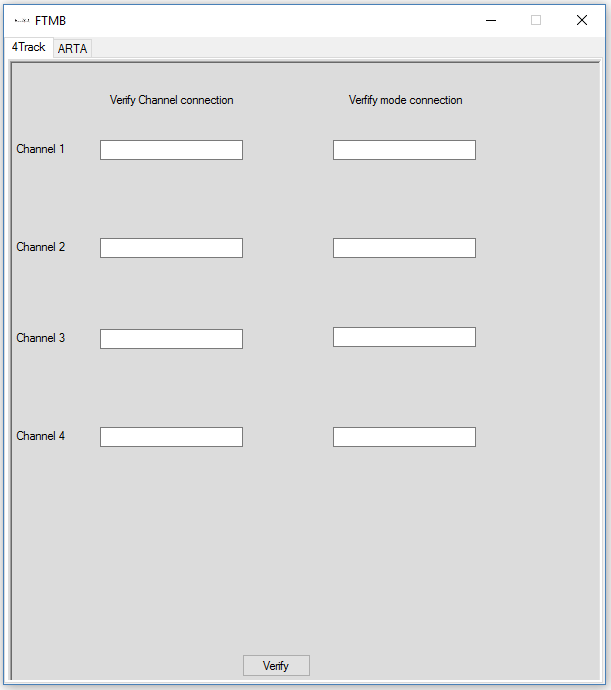 FTMB
4Track ARTA
Verify Channel connection Verfify mode connection
Channel 1
Channel 2
Channel 3
Channel 4
Verify